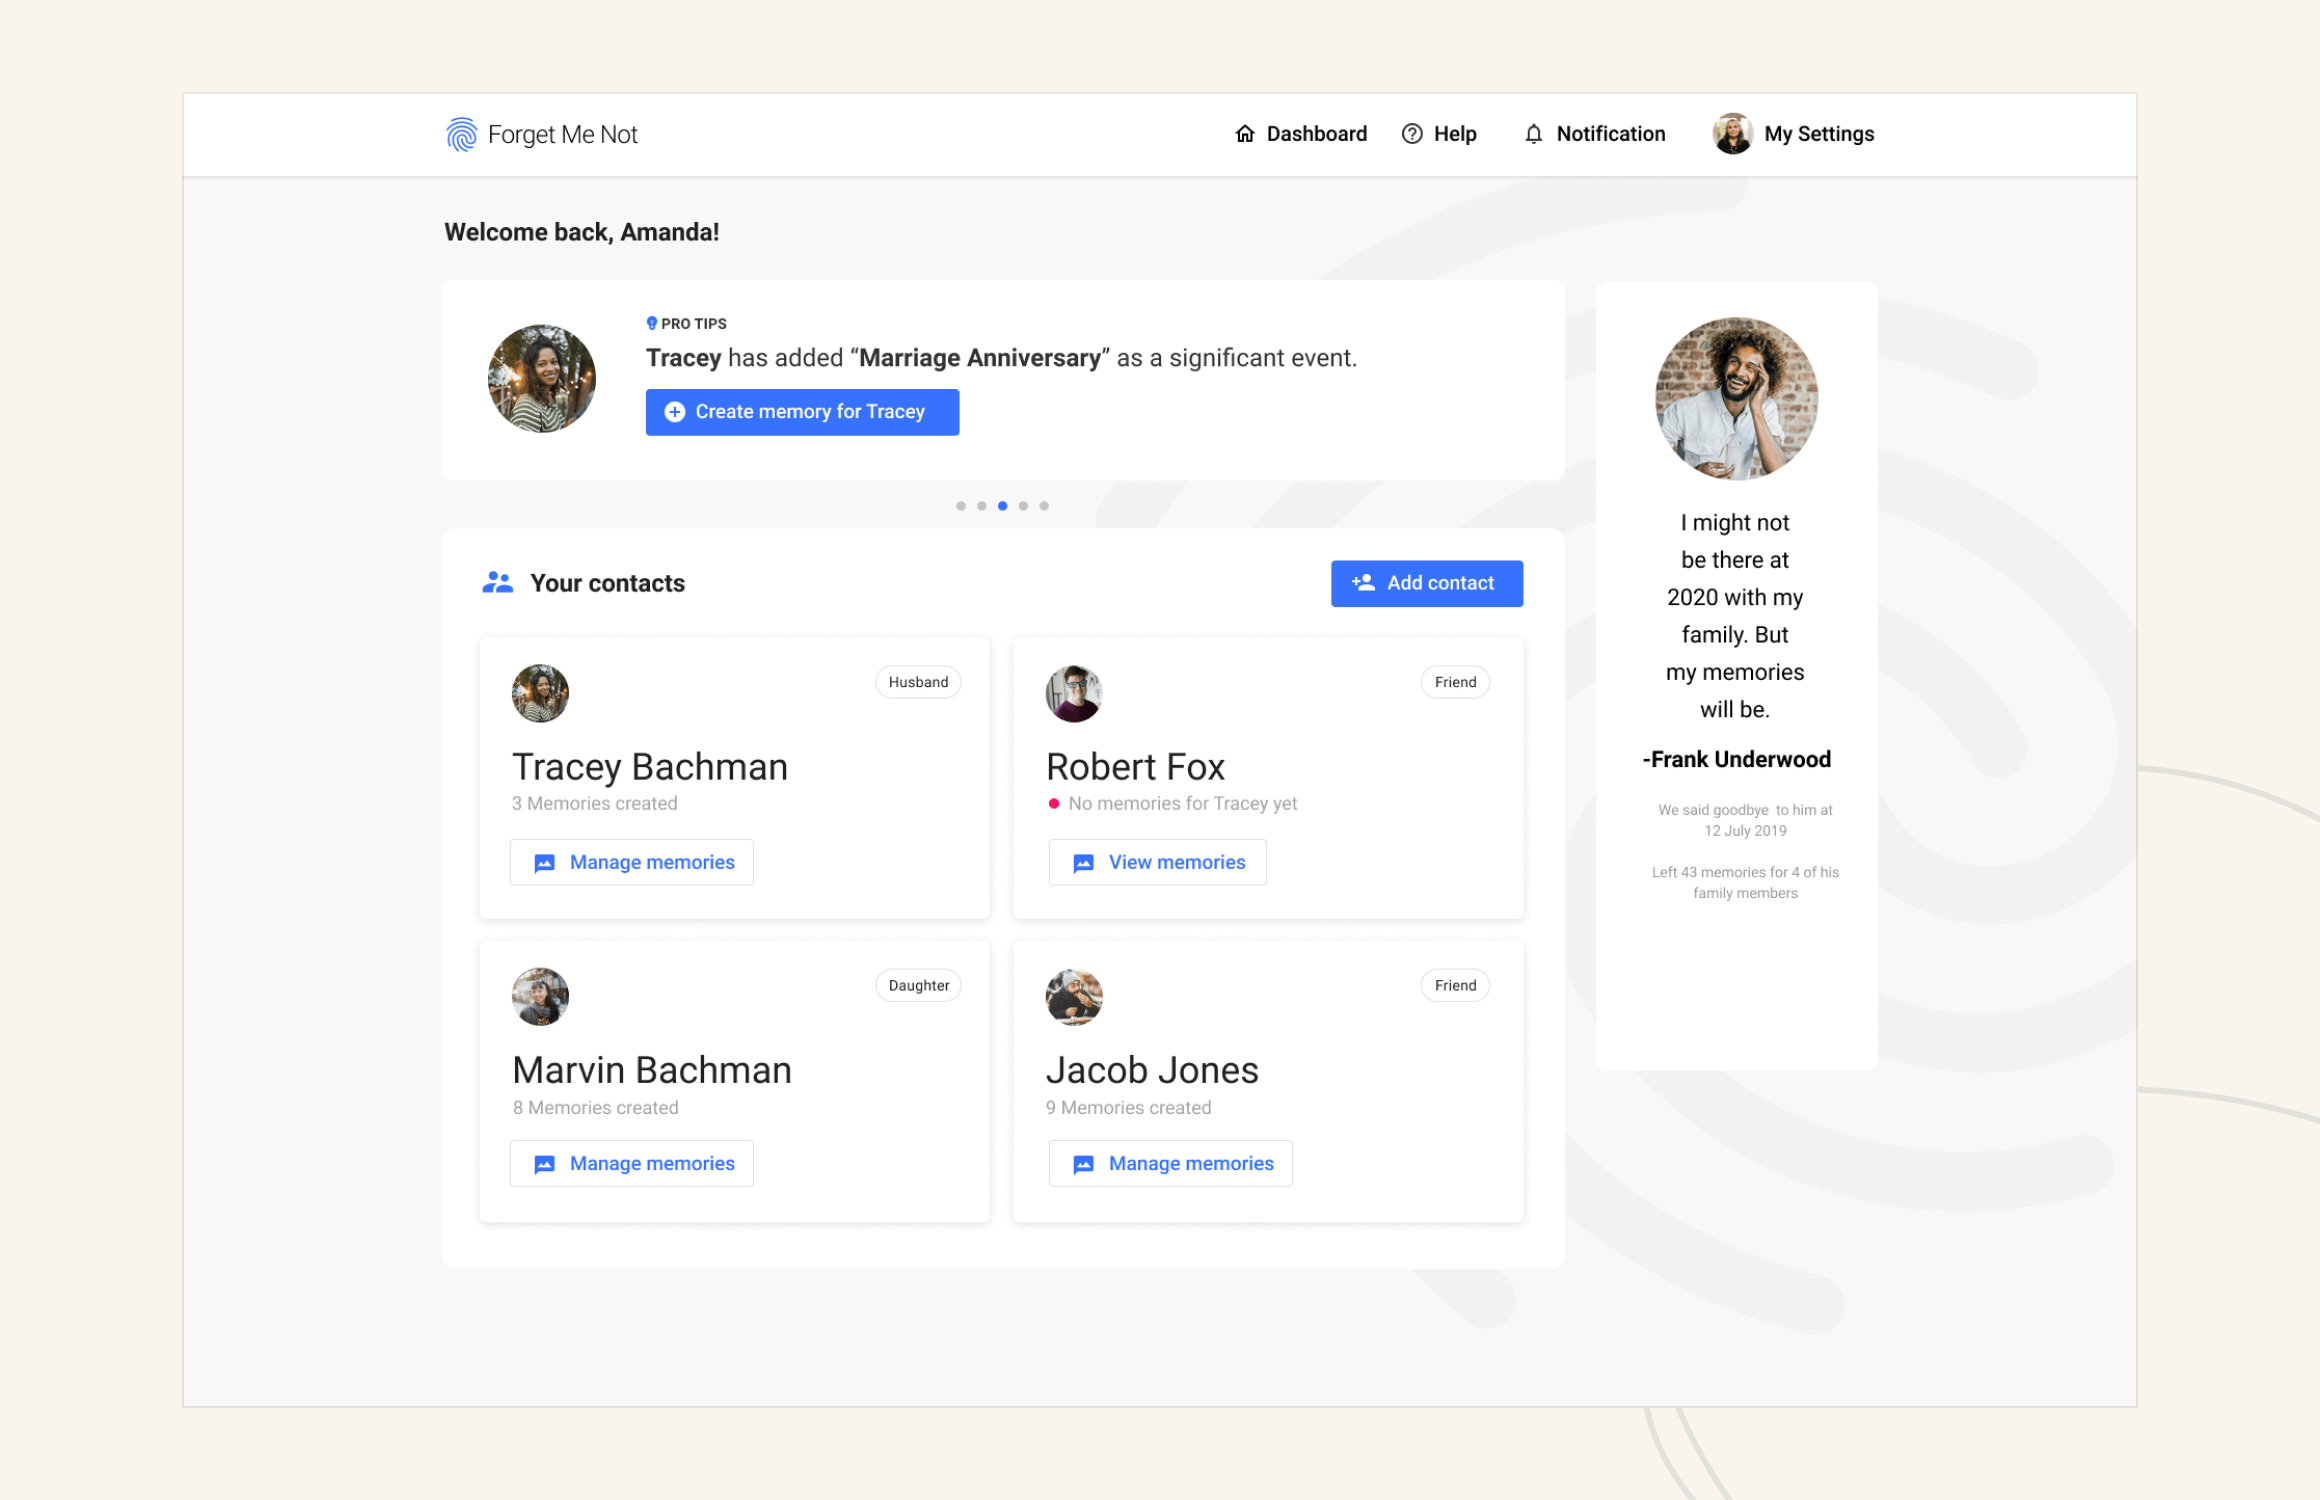 Forget Me Not
Dashboard
Help
Notification
My Settings
Welcome back, Amanda!
PRO TIPS
Tracey has added “Marriage Anniversary” as a significant event.
Create memory for Tracey
Your contacts
Add contact
Husband
Tracey Bachman
3 Memories created
Manage memories
Friend
Robert Fox
No memories for Tracey yet
View memories
Daughter
Marvin Bachman
8 Memories created
Manage memories
Friend
Jacob Jones
9 Memories created
Manage memories
I might not
be there at
2020 with my
family. But
my memories
will be.
-Frank Underwood
We said goodbye to him at
12 July 2019
Left 43 memories for 4 of his
family members